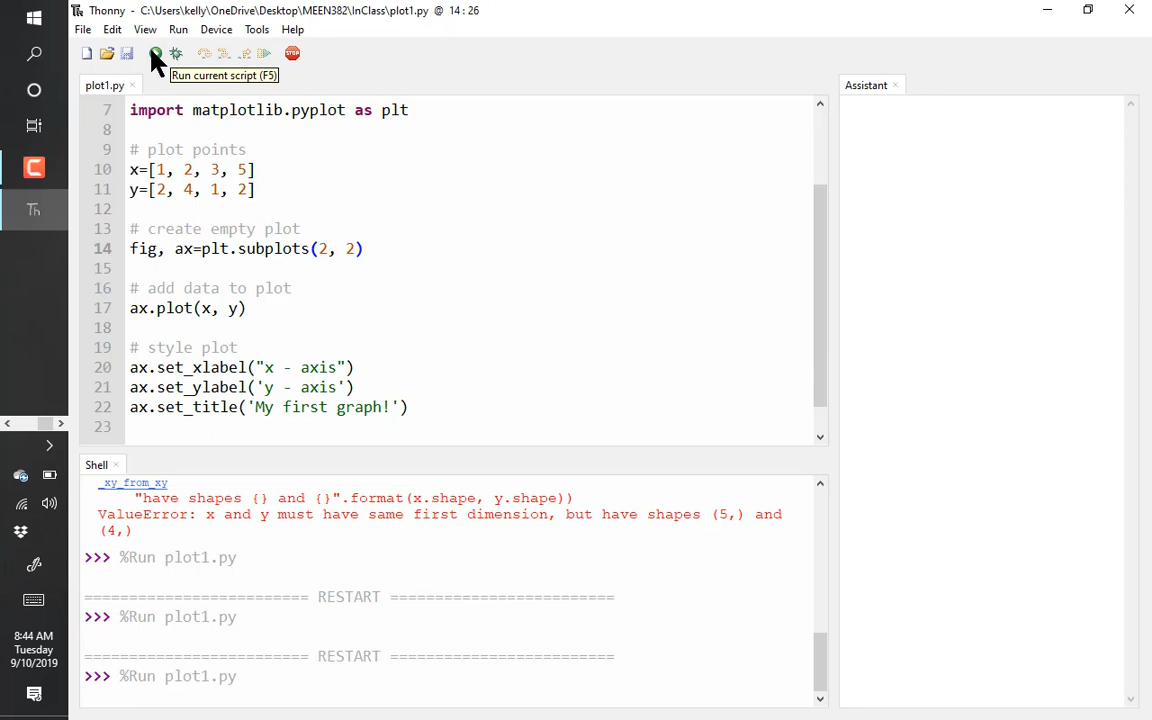 Thonny - C:\Users\kelly\OneDrive\Desktop\MEEN382\InClass\plot1.py @ 14 : 26
File Edit View Run Device Tools Help
Run current script (F5)
plot1.py ×
Assistant ×
7 import matplotlib.pyplot as plt
8
9 # plot points
10 x=[1, 2, 3, 5]
11 y=[2, 4, 1, 2]
12
13 # create empty plot
14 fig, ax=plt.subplots(2, 2)
15
16 # add data to plot
17 ax.plot(x, y)
18
19 # style plot
20 ax.set_xlabel("x - axis")
21 ax.set_ylabel('y - axis')
22 ax.set_title('My first graph!')
23
Shell ×
_xy_from_xy
"have shapes {} and {}".format(x.shape, y.shape))
ValueError: x and y must have same first dimension, but have shapes (5,) and
(4,)
>>> %Run plot1.py
========================= RESTART =========================
>>> %Run plot1.py
========================= RESTART =========================
>>> %Run plot1.py
Th
STOP
8:44 AM
Tuesday
9/10/2019